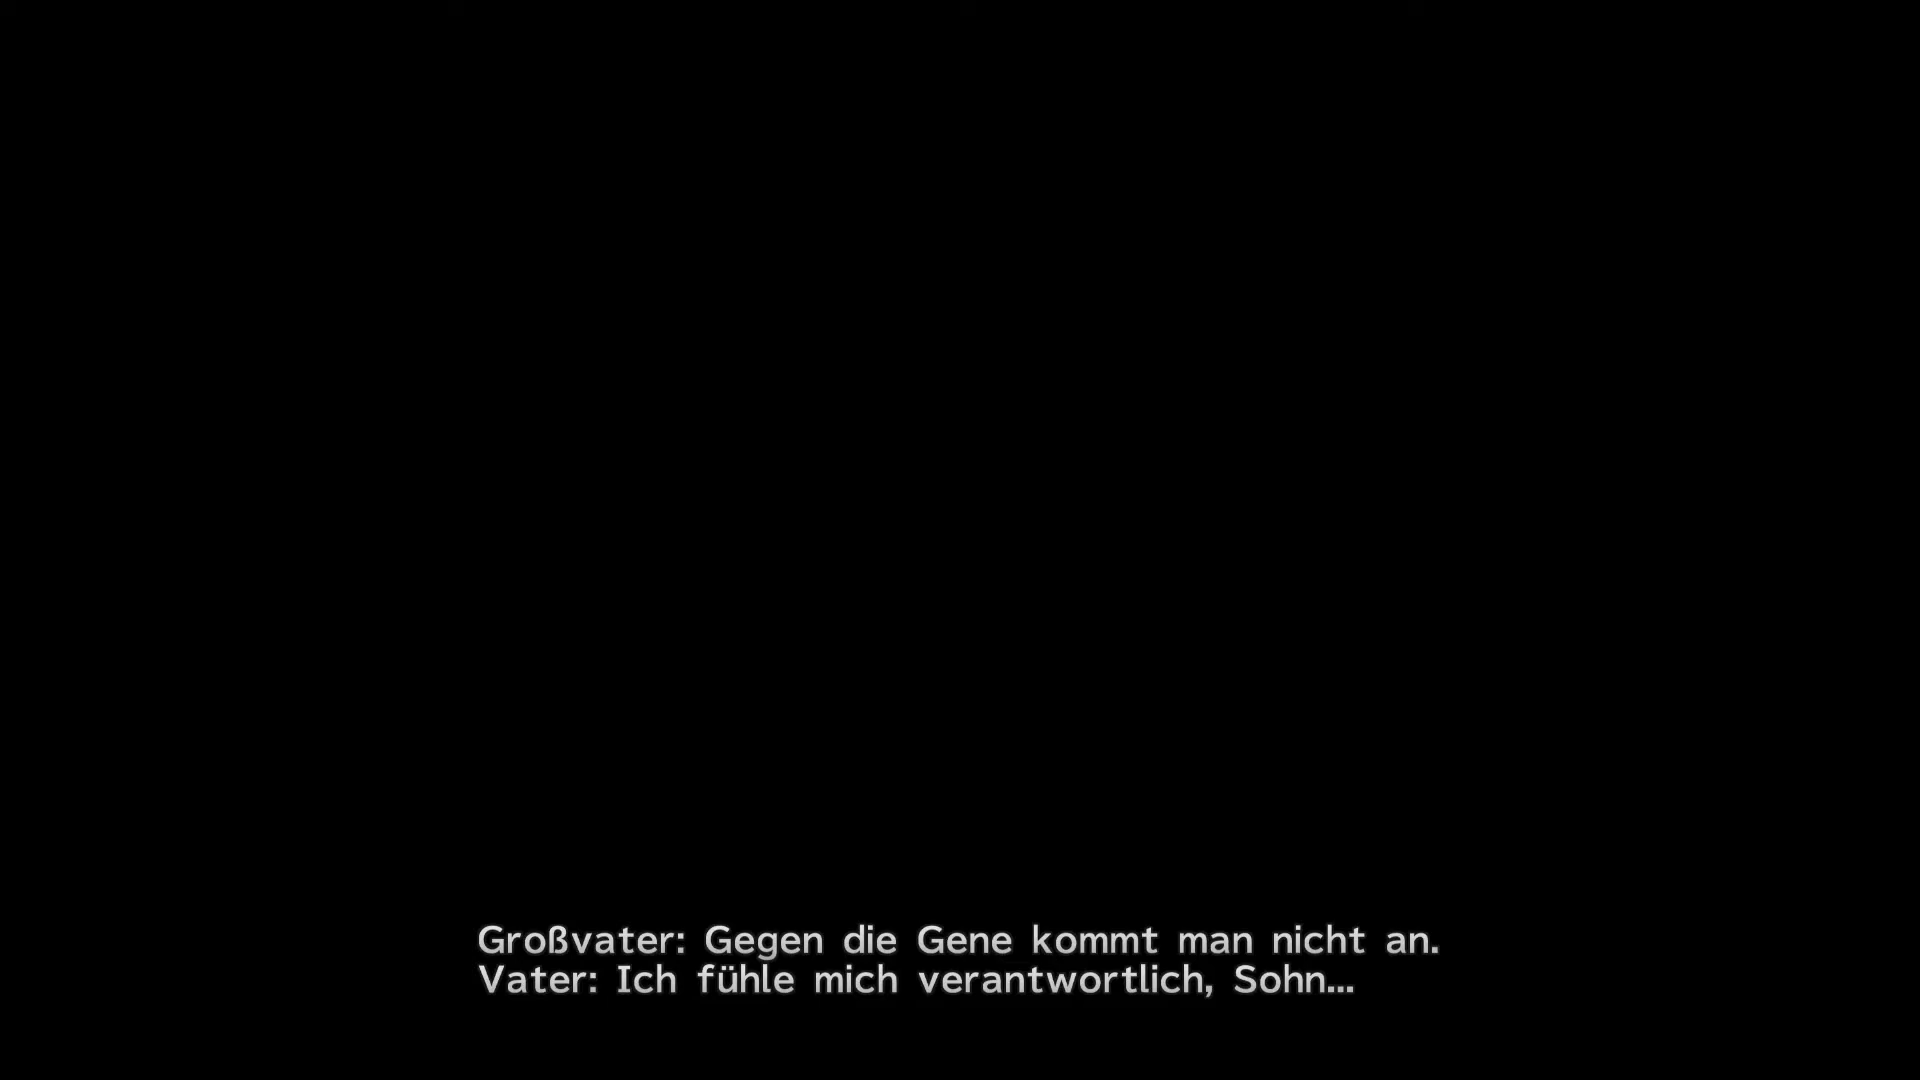 Großvater: Gegen die Gene kommt man nicht an.
Vater: Ich fühle mich verantwortlich, Sohn...